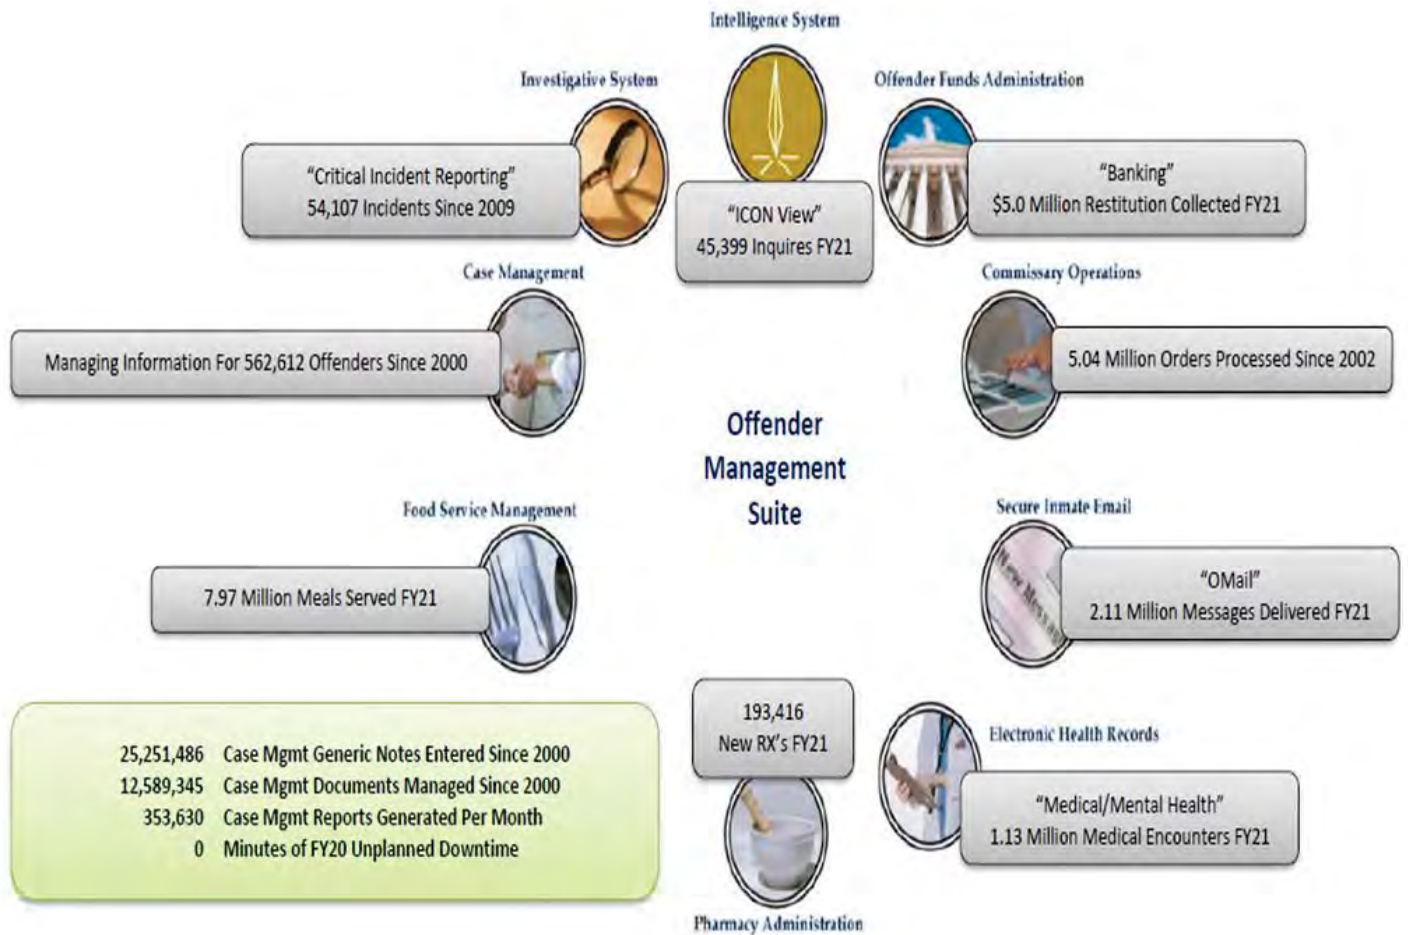 Intelligence System
Investigative System
Offender Funds Administration
“Critical Incident Reporting”
54,107 Incidents Since 2009
“ICON View”
45,399 Inquires FY21
“Banking”
$5.0 Million Restitution Collected FY21
Case Management
Commissary Operations
Managing Information For 562,612 Offenders Since 2000
5.04 Million Orders Processed Since 2002
Offender
Management
Suite
Food Service Management
Secure Inmate Email
7.97 Million Meals Served FY21
New Message
“OMail”
2.11 Million Messages Delivered FY21
193,416
New RX's FY21
Electronic Health Records
25,251,486 Case Mgmt Generic Notes Entered Since 2000
12,589,345 Case Mgmt Documents Managed Since 2000
353,630 Case Mgmt Reports Generated Per Month
0 Minutes of FY20 Unplanned Downtime
“Medical/Mental Health”
1.13 Million Medical Encounters FY21
Pharmacy Administration